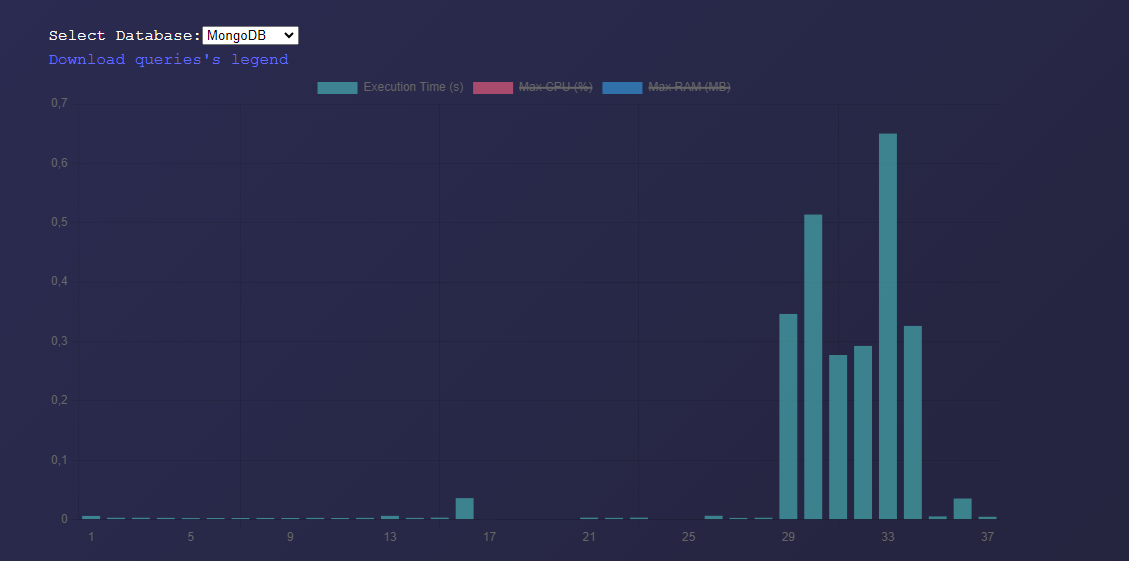 Select Database: MongoDB
Download queries's legend
Execution Time (s) Max CPU (%) Max RAM (MB)
0,7
0,6
0,5
0,4
0,3
0,2
0,1
0
1 5 9 13 17 21 25 29 33 37